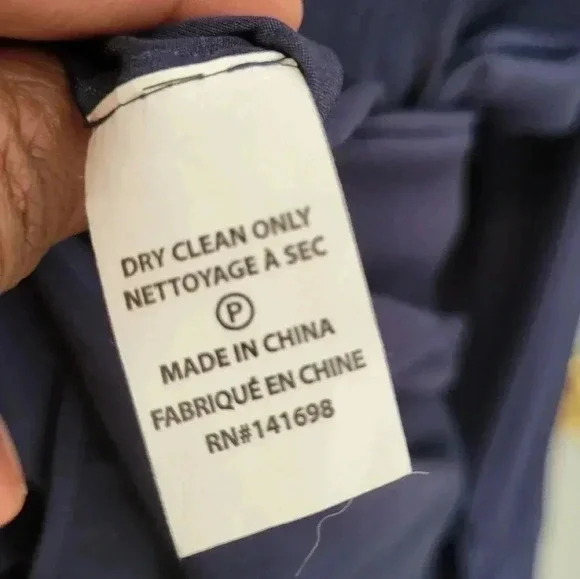 DRY CLEAN ONLY
NETTOYAGE À SEC
P
MADE IN CHINA
FABRIQUÉ EN CHINE
RN#141698